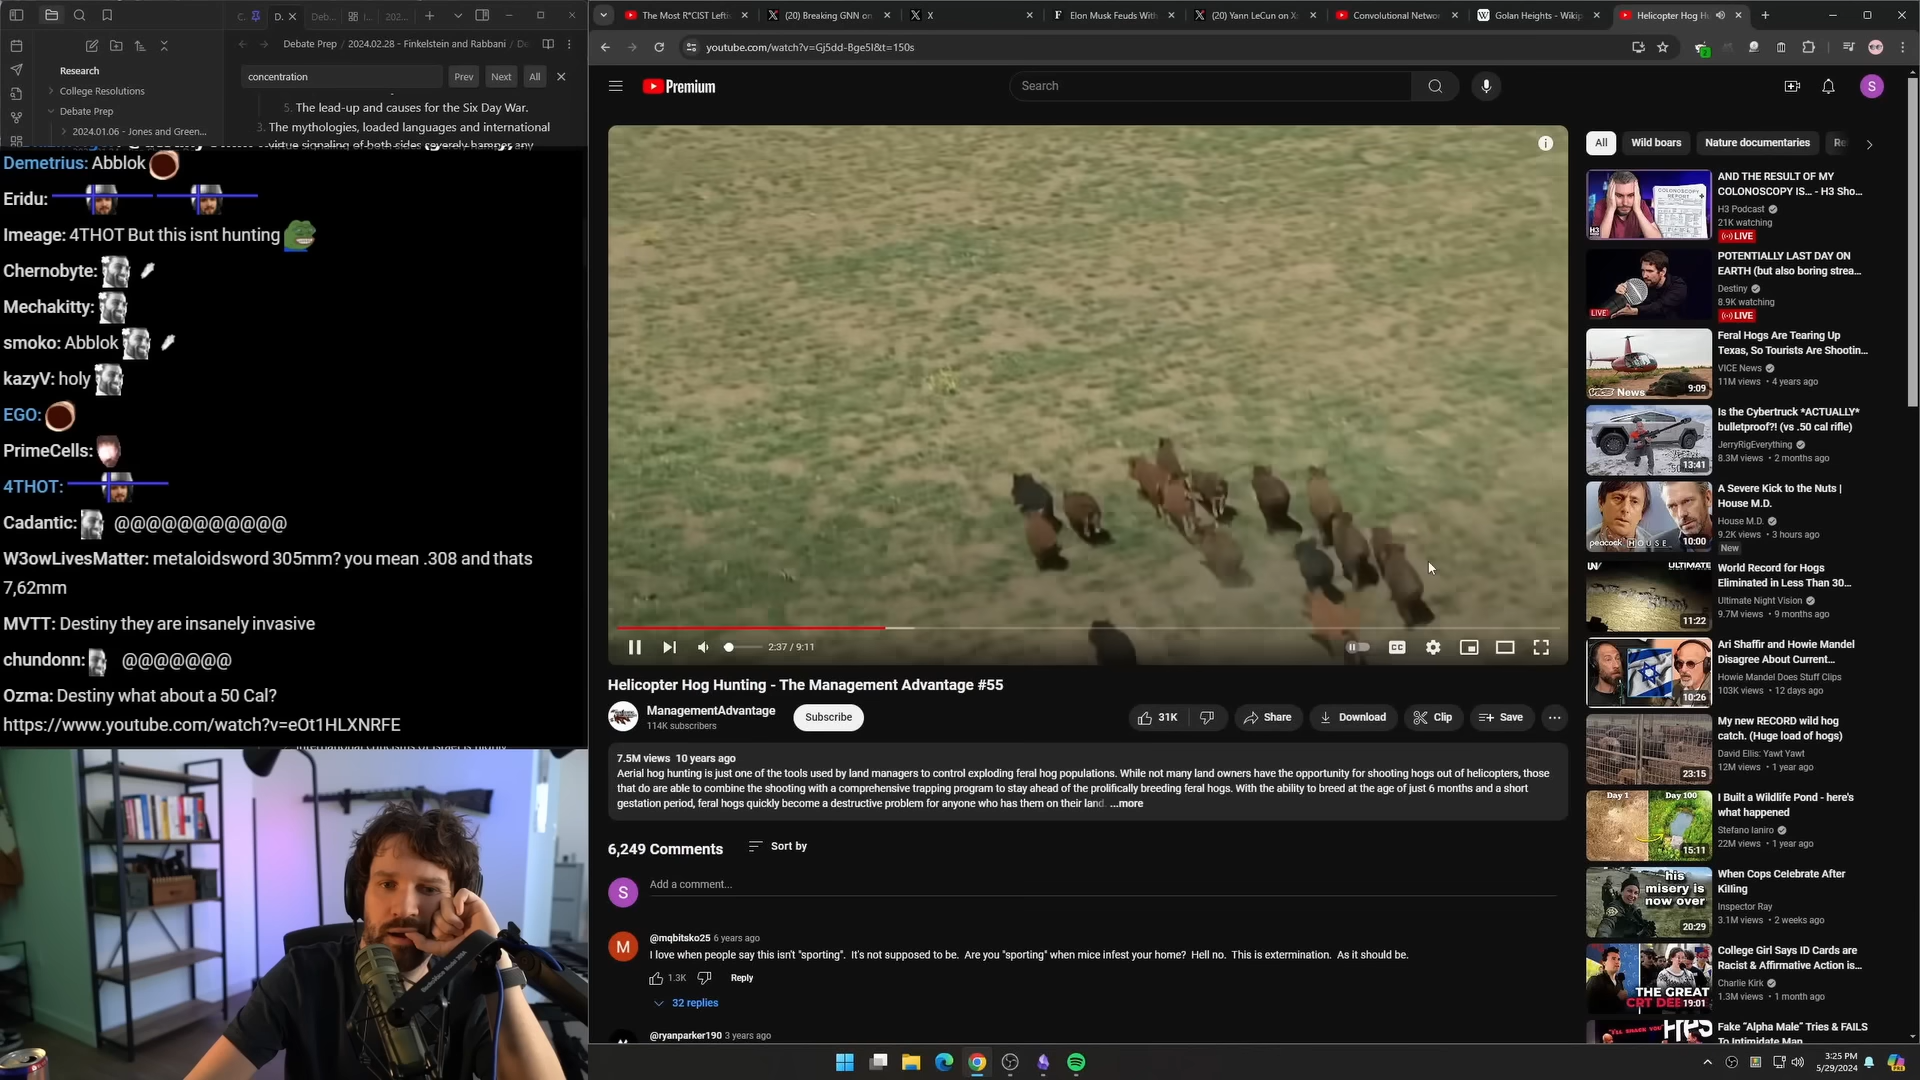 C.
D.
Deb...
I...
202...
Debate Prep / 2024.02.28 - Finkelstein and Rabbani / De
Research
College Resolutions
Debate Prep
2024.01.06 - Jones and Green...
concentration
Prev
Next
All
5. The lead-up and causes for the Six Day War.
3. The mythologies, loaded languages and international
virtue signaling of both sides severely hamper any
Demetrius: Abblok
Eridu:
Imeage: 4THOT But this isnt hunting
Chernobyte:
Mechakitty:
smoko: Abblok
kazyV: holy
EGO:
PrimeCells:
4THOT:
Cadantic: @@@@@@@@@@@
W3owLivesMatter: metaloidsword 305mm? you mean .308 and thats
7,62mm
MVTT: Destiny they are insanely invasive
chundonn: @@@@@@@
Ozma: Destiny what about a 50 Cal?
https://www.youtube.com/watch?v=eOt1HLXNRFE
The Most R*CIST Lefti
(20) Breaking GNN on
X
Elon Musk Feuds With
(20) Yann LeCun on X
Convolutional Networ
Golan Heights - Wikip
Helicopter Hog H
youtube.com/watch?v=Gj5dd-Bge5I&t=150s
Premium
Search
S
2:37 / 9:11
Helicopter Hog Hunting - The Management Advantage #55
ManagementAdvantage
114K subscribers
Subscribe
31K
Share
Download
Clip
Save
7.5M views 10 years ago
Aerial hog hunting is just one of the tools used by land managers to control exploding feral hog populations. While not many land owners have the opportunity for shooting hogs out of helicopters, those
that do are able to combine the shooting with a comprehensive trapping program to stay ahead of the prolifically breeding feral hogs. With the ability to breed at the age of just 6 months and a short
gestation period, feral hogs quickly become a destructive problem for anyone who has them on their land. ...more
6,249 Comments
Sort by
S
Add a comment...
M
@mqbitsko25 6 years ago
I love when people say this isn't "sporting". It's not supposed to be. Are you "sporting" when mice infest your home? Hell no. This is extermination. As it should be.
1.3K
Reply
32 replies
@ryanparker190 3 years ago
All
Wild boars
Nature documentaries
Re
COLONOSCOPY
REPORT
H3
AND THE RESULT OF MY
COLONOSCOPY IS... - H3 Sho...
H3 Podcast
21K watching
LIVE
LIVE
POTENTIALLY LAST DAY ON
EARTH (but also boring strea...
Destiny
8.9K watching
LIVE
VICE News
9:09
Feral Hogs Are Tearing Up
Texas, So Tourists Are Shootin...
VICE News
11M views • 4 years ago
13:41
Is the Cybertruck *ACTUALLY*
bulletproof?! (vs .50 cal rifle)
JerryRigEverything
8.3M views • 2 months ago
peacock HOUSE
10:00
A Severe Kick to the Nuts |
House M.D.
House M.D.
9.2K views • 3 hours ago
New
ULTIMATE
11:22
World Record for Hogs
Eliminated in Less Than 30...
Ultimate Night Vision
9.7M views • 9 months ago
10:26
Ari Shaffir and Howie Mandel
Disagree About Current...
Howie Mandel Does Stuff Clips
103K views • 12 days ago
23:15
My new RECORD wild hog
catch. (Huge load of hogs)
David Ellis: Yawt Yawt
12M views • 1 year ago
Day 1
Day 100
15:11
I Built a Wildlife Pond - here's
what happened
Stefano Ianiro
22M views • 1 year ago
his
misery is
now over
20:29
When Cops Celebrate After
Killing
Inspector Ray
3.1M views • 2 weeks ago
THE GREAT
CRT DE
19:01
College Girl Says ID Cards are
Racist & Affirmative Action is...
Charlie Kirk
1.3M views • 1 month ago
Fake "Alpha Male" Tries & FAILS
To Intimidate Man
3:25 PM
5/29/2024